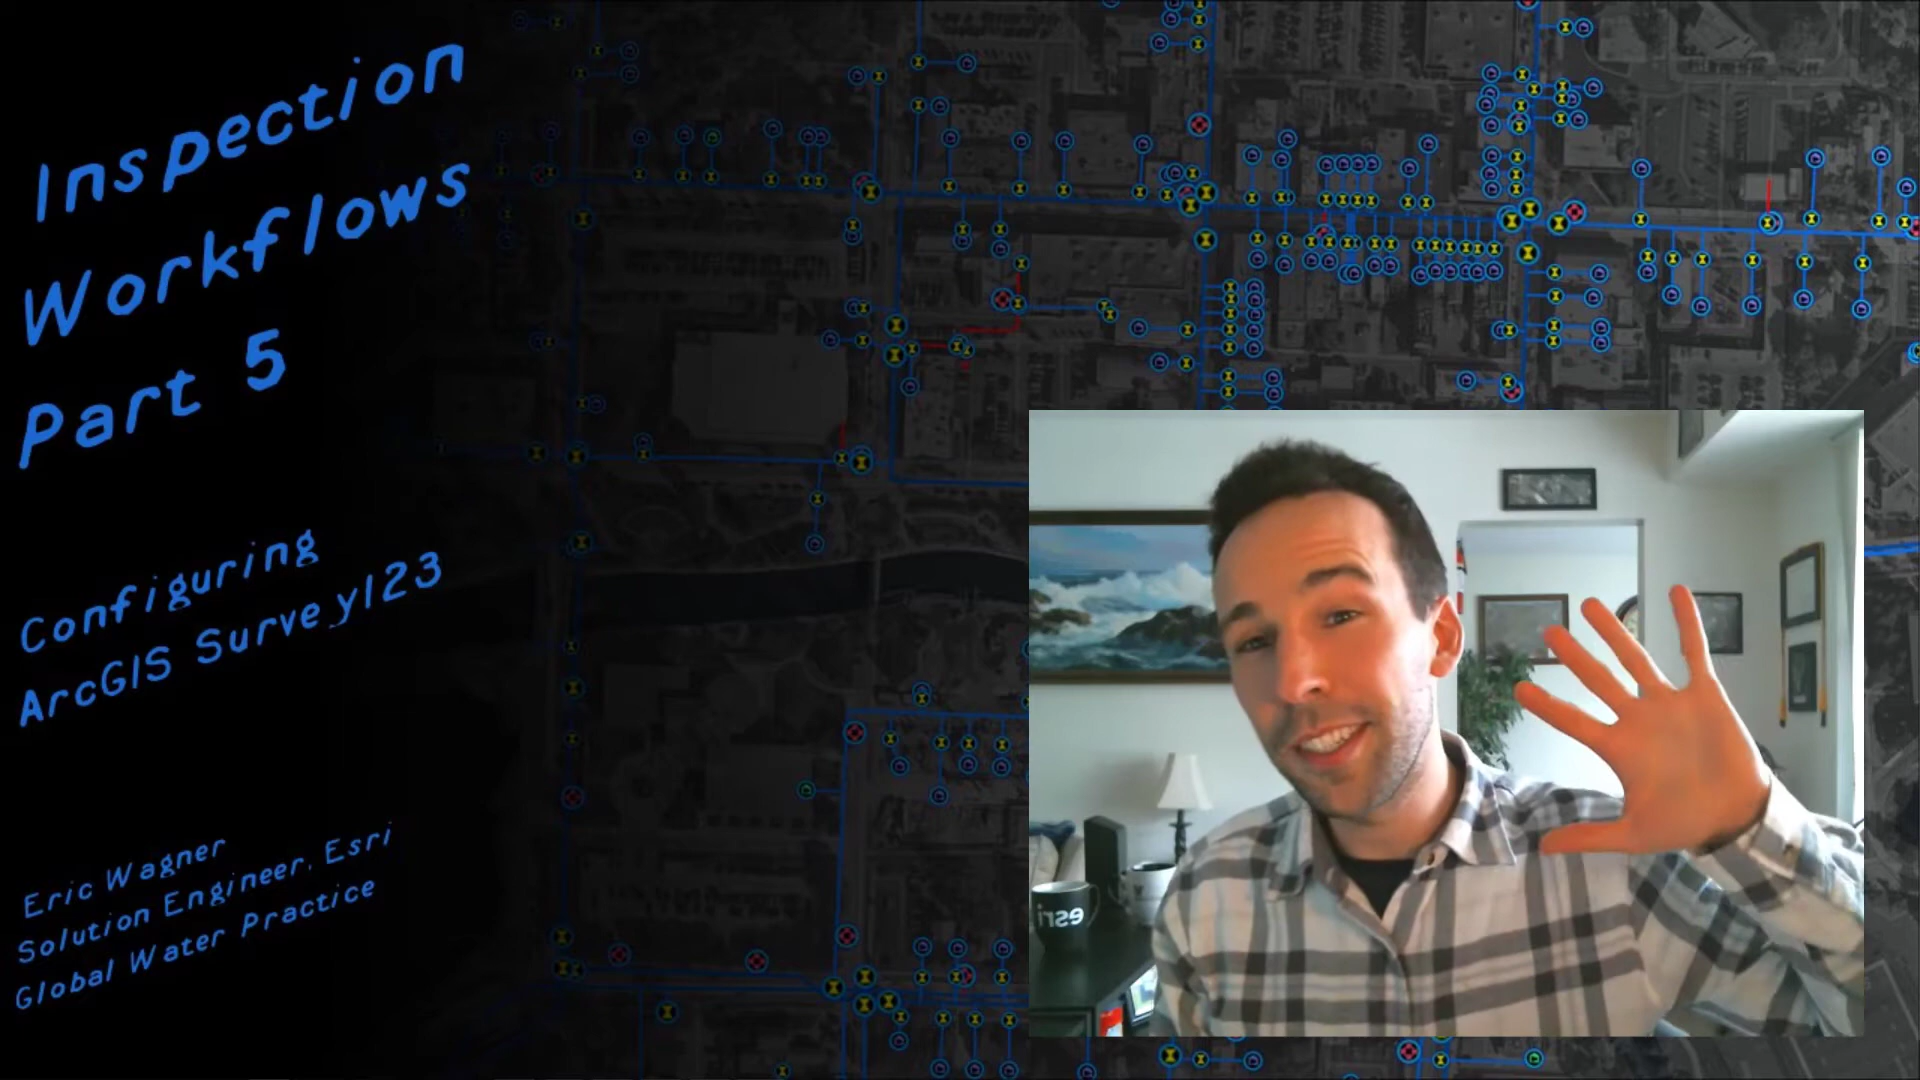 Inspection
Workflows
Part 5
Configuring
ArcGIS Survey123
Eric Wagner
Solution Engineer, Esri
Global Water Practice
esri